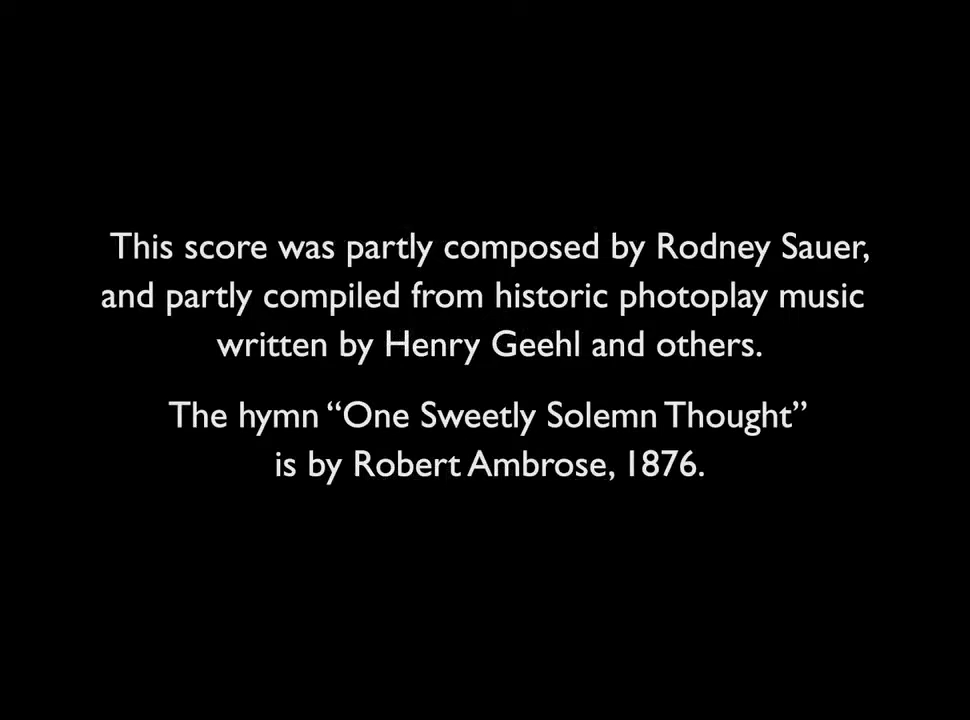 This score was partly composed by Rodney Sauer,
and partly compiled from historic photoplay music
written by Henry Geehl and others.
The hymn “One Sweetly Solemn Thought”
is by Robert Ambrose, 1876.